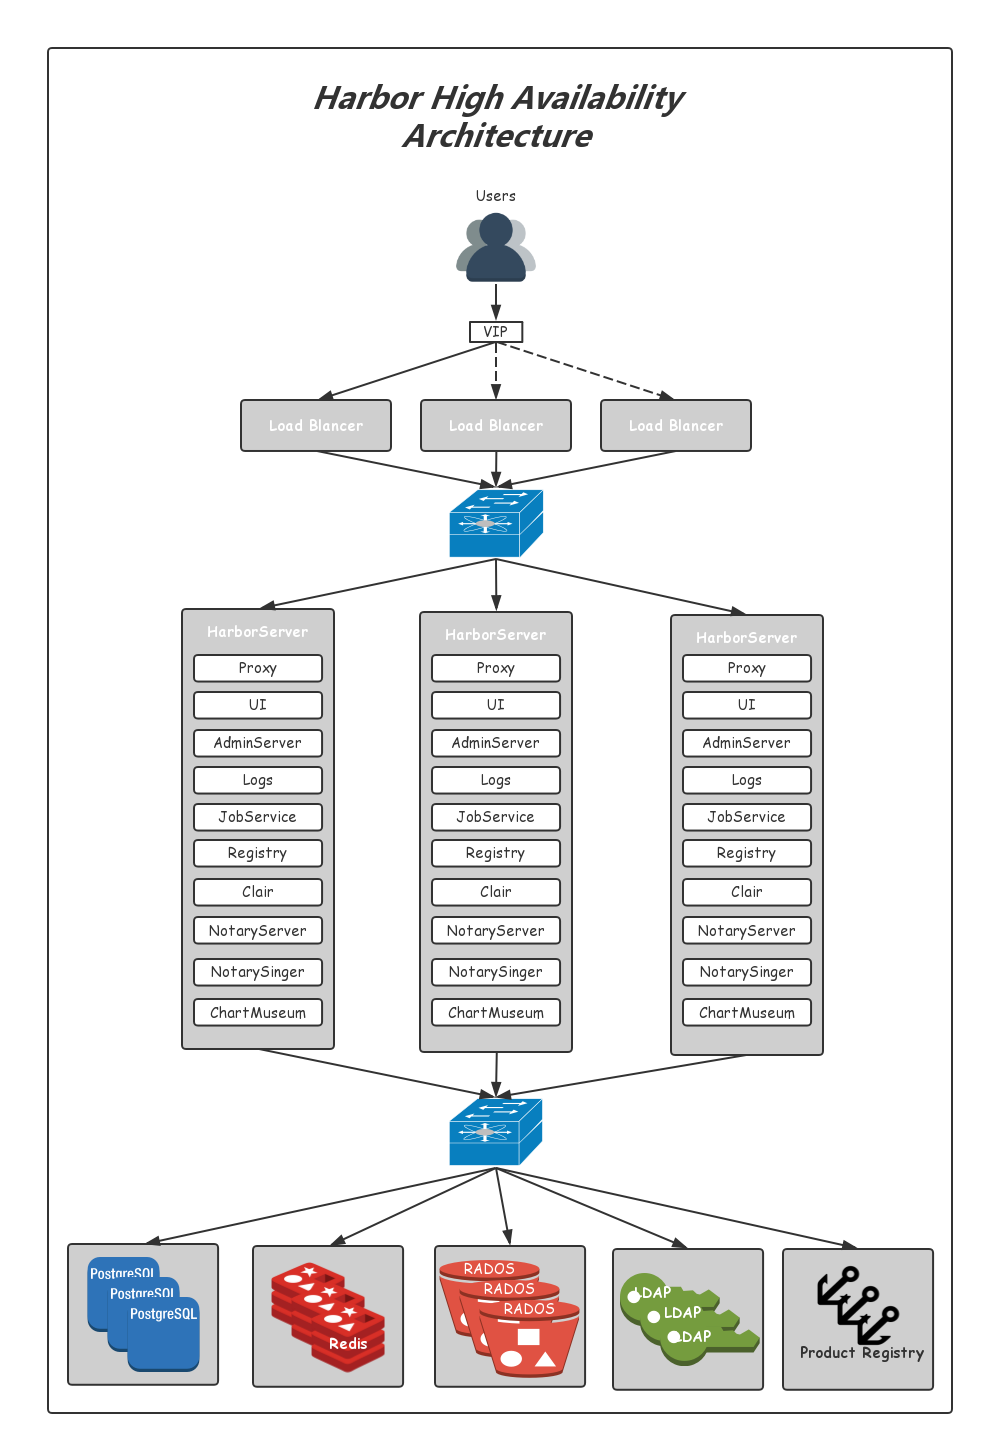 Harbor High Availability
Architecture
Users
VIP
Load Blancer
Load Blancer
Load Blancer
HarborServer
Proxy
UI
AdminServer
Logs
JobService
Registry
Clair
NotaryServer
NotarySinger
ChartMuseum
HarborServer
Proxy
UI
AdminServer
Logs
JobService
Registry
Clair
NotaryServer
NotarySinger
ChartMuseum
HarborServer
Proxy
UI
AdminServer
Logs
JobService
Registry
Clair
NotaryServer
NotarySinger
ChartMuseum
PostgreSQL
PostgreSQL
PostgreSQL
Redis
RADOS
RADOS
RADOS
LDAP
LDAP
LDAP
Product Registry